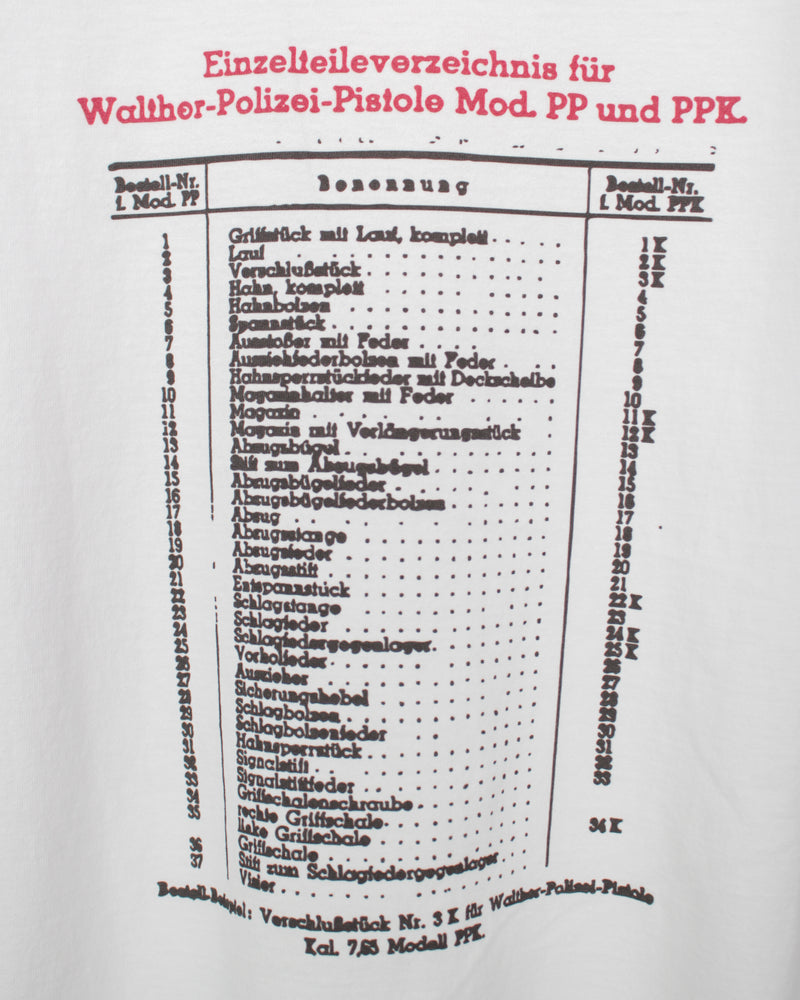 Einzelteileverzeichnis für
Walther-Polizei-Pistole Mod. PP und PPK.
Bestell-Nr. f. Mod. PP Benennung Bestell-Nr. f. Mod. PPK
1 Griffstück mit Lauf, komplett . . . . . 1 K
2 Lauf . . . . . 2 K
3 Verschlußstück . . . . . 3 K
4 Hahn, komplett . . . . . 4
5 Hahnbolzen . . . . . 5
6 Spannstück . . . . . 6
7 Ausstoßer mit Feder . . . . . 7
8 Ausziehfederbolzen mit Feder . . . 8
9 Hahnsperrstückfeder mit Deckscheibe 9
10 Magazinhalter mit Feder . . . . . 10
11 Magazin . . . . . 11 K
12 Magazin mit Verlängerungsstück . 12 K
13 Abzugsbügel . . . . . 13
14 Stift zum Abzugsbügel . . . . . 14
15 Abzugsbügelfeder . . . . . 15
16 Abzugsbügelfederbolzen . . . . . 16
17 Abzug . . . . . 17
18 Abzugsstange . . . . . 18
19 Abzugsfeder . . . . . 19
20 Abzugsstift . . . . . 20
21 Entspannstück . . . . . 21
22 Schlagstange . . . . . 22 K
23 Schlagfeder . . . . . 23
24 Schlagfedergegenlager . . . . . 24 K
25 Vorholfeder . . . . . 25 K
26 Auszieher . . . . . 26
27 Sicherungshebel . . . . . 27
28 Schlagbolzen . . . . . 28
29 Schlagbolzenfeder . . . . . 29
30 Hahnsperrstück . . . . . 30
31 Signalstift . . . . . 31
32 Signalstiftfeder . . . . . 32
33 Griffschalenschraube . . . . . 33
34 rechte Griffschale . . . . .
35 linke Griffschale . . . . .
Griffschale . . . . . 34 K
36 Stift zum Schlagfedergegenlager . . .
37 Visier . . . . .
Bestell-Beispiel: Verschlußstück Nr. 3 K für Walther-Polizei-Pistole
Kal. 7,65 Modell PPK.